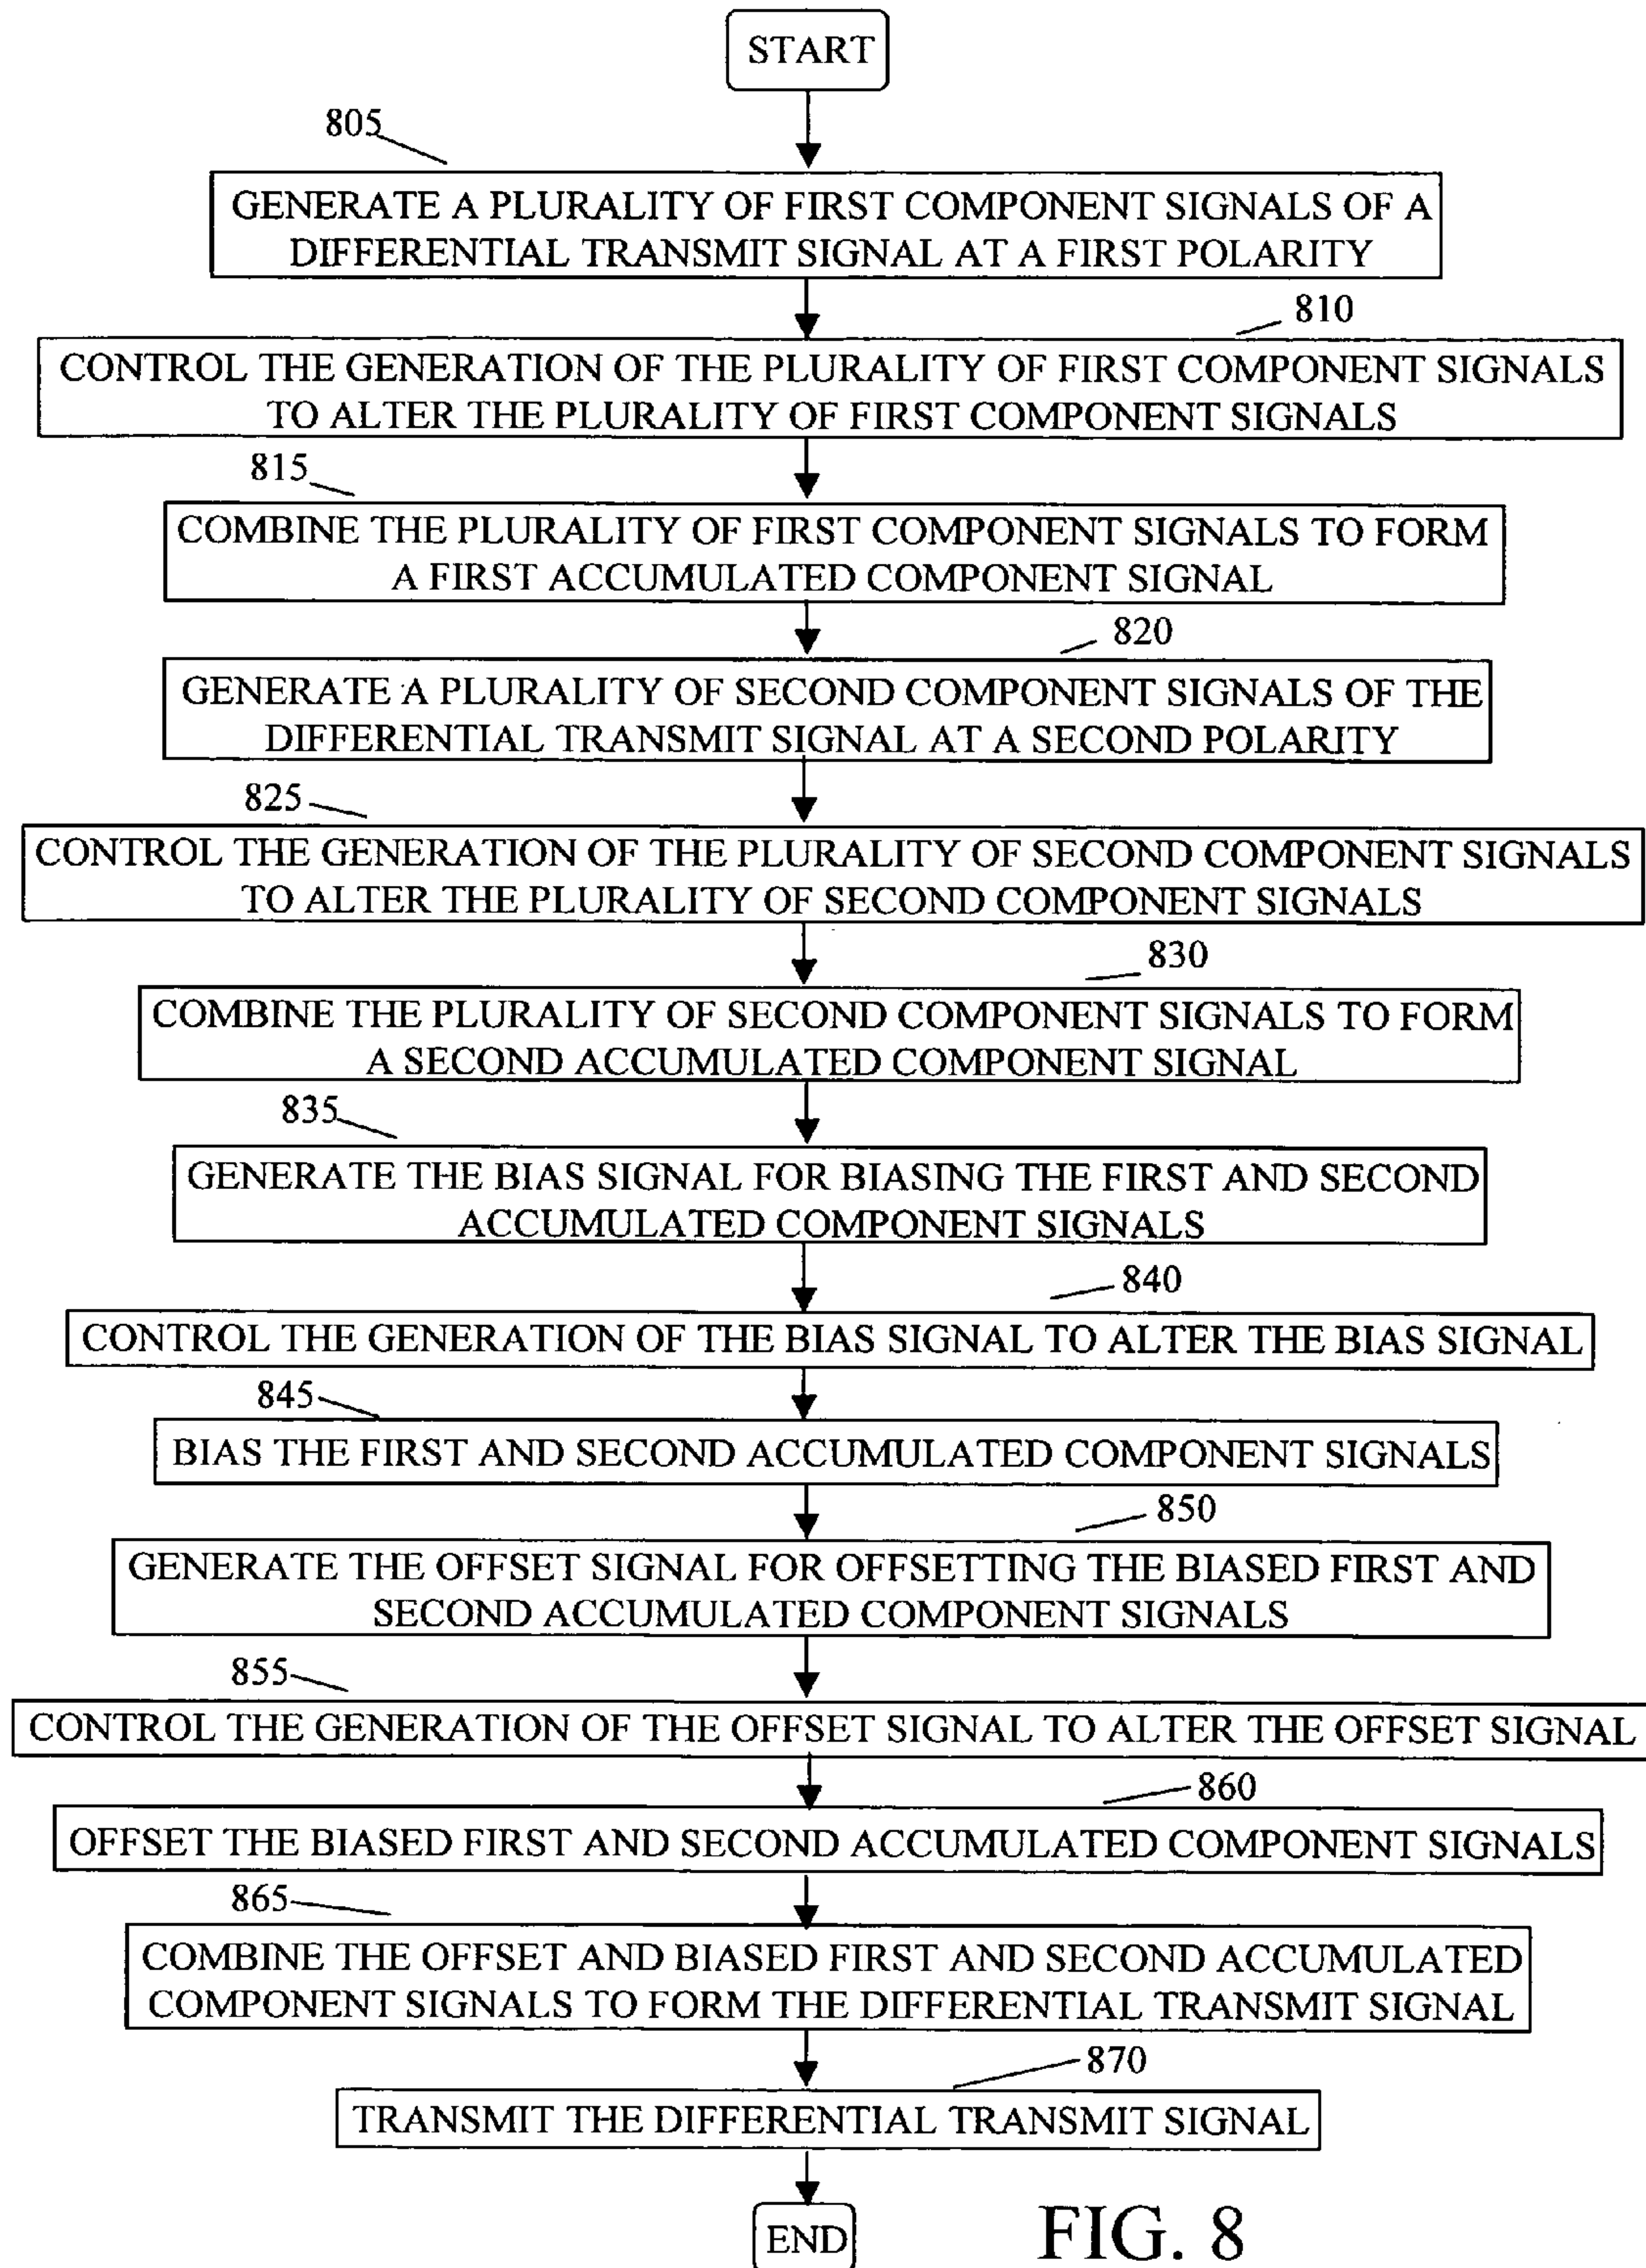 START
805
GENERATE A PLURALITY OF FIRST COMPONENT SIGNALS OF A
DIFFERENTIAL TRANSMIT SIGNAL AT A FIRST POLARITY
810
CONTROL THE GENERATION OF THE PLURALITY OF FIRST COMPONENT SIGNALS
TO ALTER THE PLURALITY OF FIRST COMPONENT SIGNALS
815
COMBINE THE PLURALITY OF FIRST COMPONENT SIGNALS TO FORM
A FIRST ACCUMULATED COMPONENT SIGNAL
820
GENERATE A PLURALITY OF SECOND COMPONENT SIGNALS OF THE
DIFFERENTIAL TRANSMIT SIGNAL AT A SECOND POLARITY
825
CONTROL THE GENERATION OF THE PLURALITY OF SECOND COMPONENT SIGNALS
TO ALTER THE PLURALITY OF SECOND COMPONENT SIGNALS
830
COMBINE THE PLURALITY OF SECOND COMPONENT SIGNALS TO FORM
A SECOND ACCUMULATED COMPONENT SIGNAL
835
GENERATE THE BIAS SIGNAL FOR BIASING THE FIRST AND SECOND
ACCUMULATED COMPONENT SIGNALS
840
CONTROL THE GENERATION OF THE BIAS SIGNAL TO ALTER THE BIAS SIGNAL
845
BIAS THE FIRST AND SECOND ACCUMULATED COMPONENT SIGNALS
850
GENERATE THE OFFSET SIGNAL FOR OFFSETTING THE BIASED FIRST AND
SECOND ACCUMULATED COMPONENT SIGNALS
855
CONTROL THE GENERATION OF THE OFFSET SIGNAL TO ALTER THE OFFSET SIGNAL
860
OFFSET THE BIASED FIRST AND SECOND ACCUMULATED COMPONENT SIGNALS
865
COMBINE THE OFFSET AND BIASED FIRST AND SECOND ACCUMULATED
COMPONENT SIGNALS TO FORM THE DIFFERENTIAL TRANSMIT SIGNAL
870
TRANSMIT THE DIFFERENTIAL TRANSMIT SIGNAL
END
FIG. 8